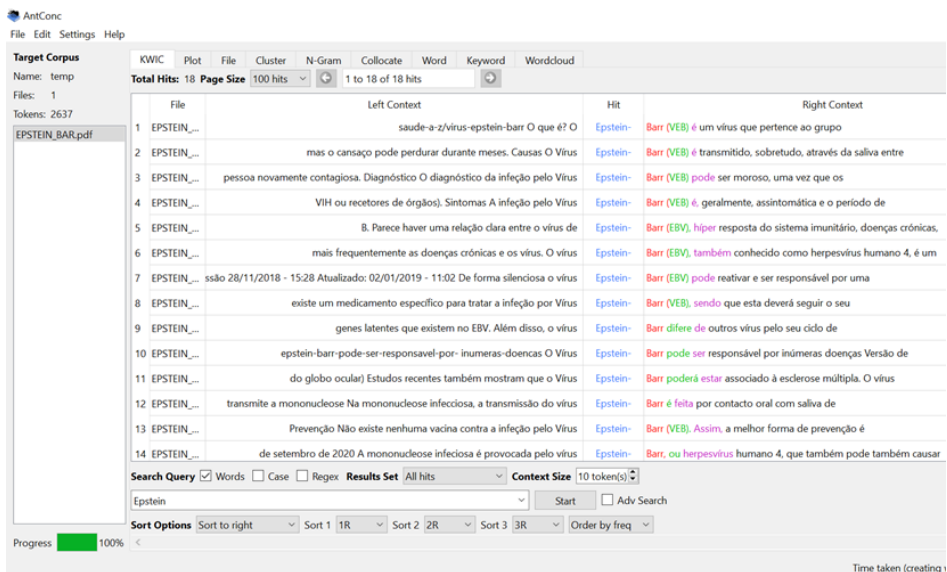 AntConc
File Edit Settings Help
Target Corpus
Name: temp
Files: 1
Tokens: 2637
EPSTEIN_BAR.pdf
Progress 100%
KWIC Plot File Cluster N-Gram Collocate Word Keyword Wordcloud
Total Hits: 18 Page Size 100 hits 1 to 18 of 18 hits
File Left Context Hit Right Context
1 EPSTEIN_... saude-a-z/virus-epstein-barr O que é? O Epstein- Barr (VEB) é um vírus que pertence ao grupo
2 EPSTEIN_... mas o cansaço pode perdurar durante meses. Causas O Vírus Epstein- Barr (VEB) é transmitido, sobretudo, através da saliva entre
3 EPSTEIN_... pessoa novamente contagiosa. Diagnóstico O diagnóstico da infeção pelo Vírus Epstein- Barr (VEB) pode ser moroso, uma vez que os
4 EPSTEIN_... VIH ou recetores de órgãos). Sintomas A infeção pelo Vírus Epstein- Barr (VEB) é, geralmente, assintomática e o período de
5 EPSTEIN_... B. Parece haver uma relação clara entre o vírus de Epstein- Barr (EBV), híper resposta do sistema imunitário, doenças crónicas,
6 EPSTEIN_... mais frequentemente as doenças crónicas e os vírus. O vírus Epstein- Barr (EBV), também conhecido como herpesvírus humano 4, é um
7 EPSTEIN_... ssão 28/11/2018 - 15:28 Atualizado: 02/01/2019 - 11:02 De forma silenciosa o vírus Epstein- Barr (EBV) pode reativar e ser responsável por uma
8 EPSTEIN_... existe um medicamento específico para tratar a infeção por Vírus Epstein- Barr (VEB), sendo que esta deverá seguir o seu
9 EPSTEIN_... genes latentes que existem no EBV. Além disso, o vírus Epstein- Barr difere de outros vírus pelo seu ciclo de
10 EPSTEIN_... epstein-barr-pode-ser-responsavel-por- inumeras-doencas O Vírus Epstein- Barr pode ser responsável por inúmeras doenças Versão de
11 EPSTEIN_... do globo ocular) Estudos recentes também mostram que o Vírus Epstein- Barr poderá estar associado à esclerose múltipla. O vírus
12 EPSTEIN_... transmite a mononucleose Na mononucleose infecciosa, a transmissão do vírus Epstein- Barr é feita por contacto oral com saliva de
13 EPSTEIN_... Prevenção Não existe nenhuma vacina contra a infeção pelo Vírus Epstein- Barr (VEB). Assim, a melhor forma de prevenção é
14 EPSTEIN_... de setembro de 2020 A mononucleose infeciosa é provocada pelo vírus Epstein- Barr, ou herpesvírus humano 4, que também pode também causar
Search Query Words Case Regex Results Set All hits Context Size 10 token(s)
Epstein Start Adv Search
Sort Options Sort to right Sort 1 1R Sort 2 2R Sort 3 3R Order by freq
Time taken (creating